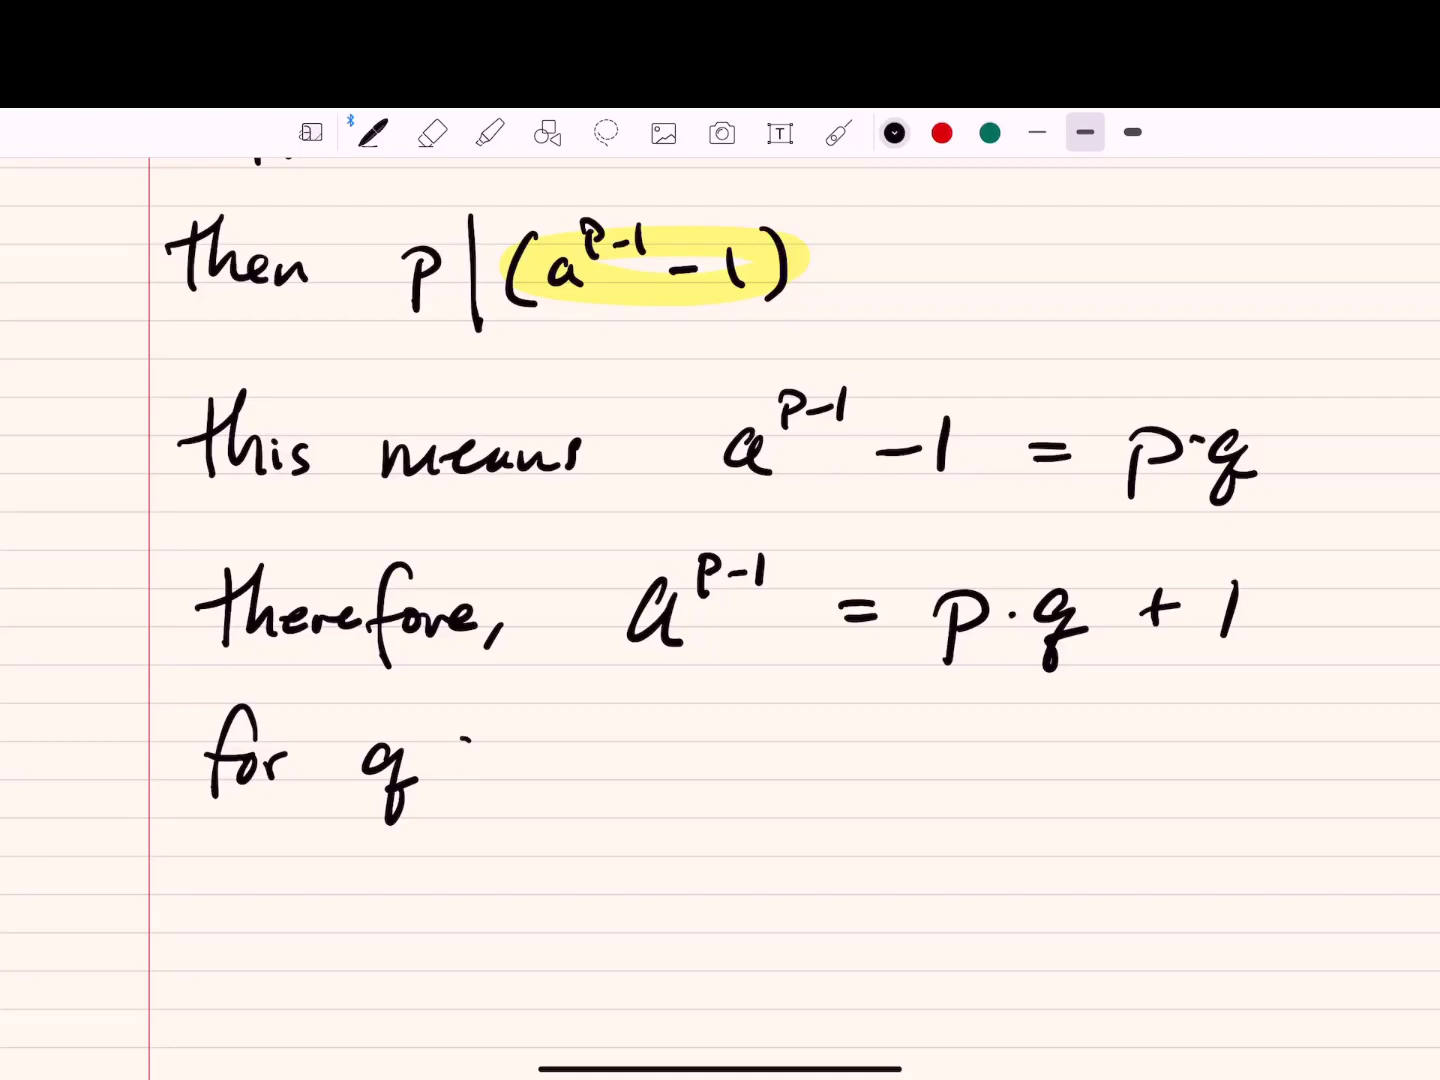 then p | (a^{p-1} - 1)
this means a^{p-1} - 1 = p·q
therefore, a^{p-1} = p·q + 1
for q